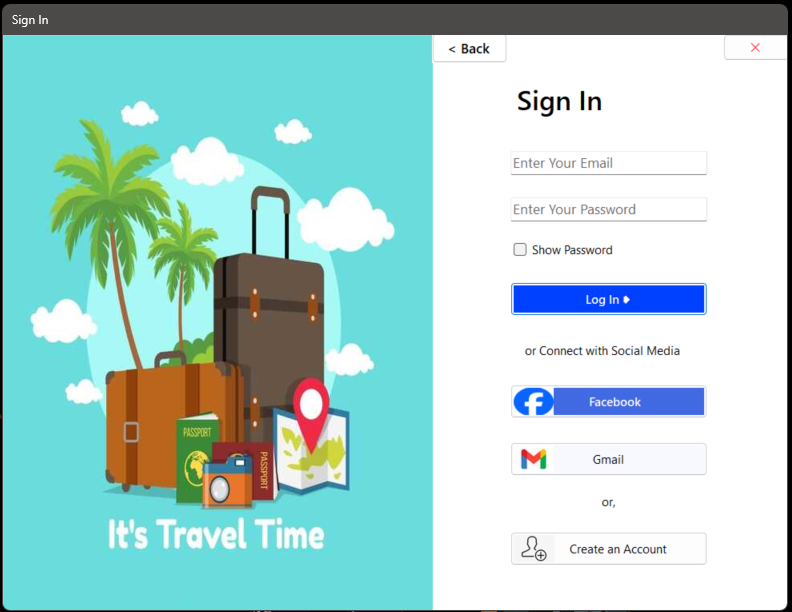 Sign In
< Back
Sign In
Enter Your Email
Enter Your Password
Show Password
Log In
or Connect with Social Media
Facebook
Gmail
or,
Create an Account
PASSPORT
PASSPORT
It's Travel Time